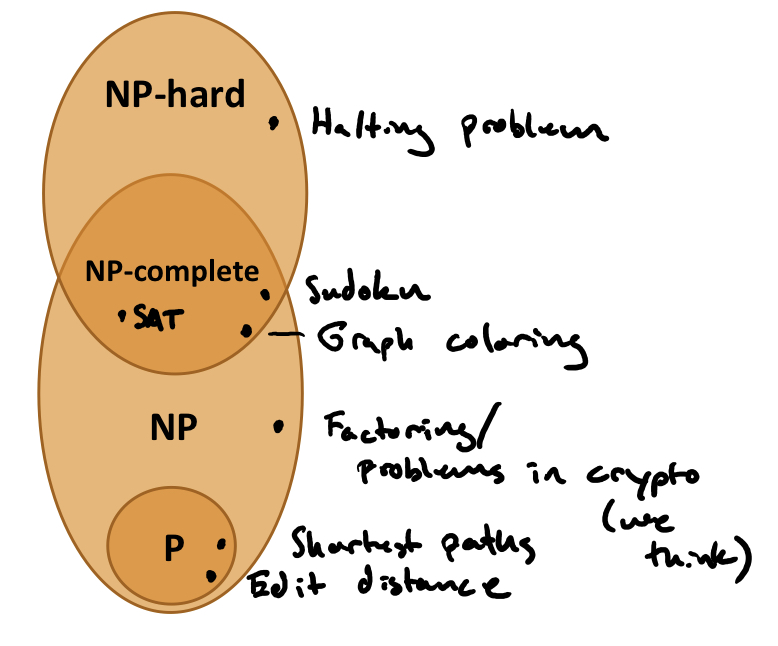 NP-hard
Halting problem
NP-complete
Sudoku
SAT
Graph coloring
NP
Factoring/
problems in crypto
(we
think)
P
Shortest paths
Edit distance